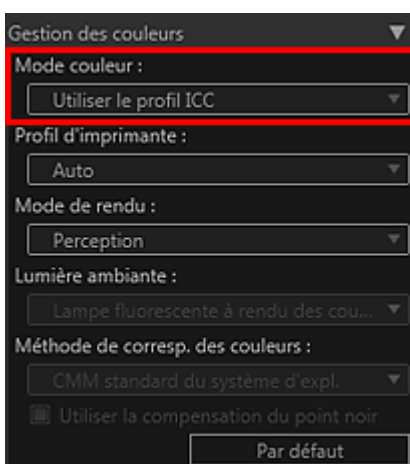 Gestion des couleurs
Mode couleur :
Utiliser le profil ICC
Profil d'imprimante :
Auto
Mode de rendu :
Perception
Lumière ambiante :
Lampe fluorescente à rendu des cou...
Méthode de corresp. des couleurs :
CMM standard du système d'expl.
Utiliser la compensation du point noir
Par défaut